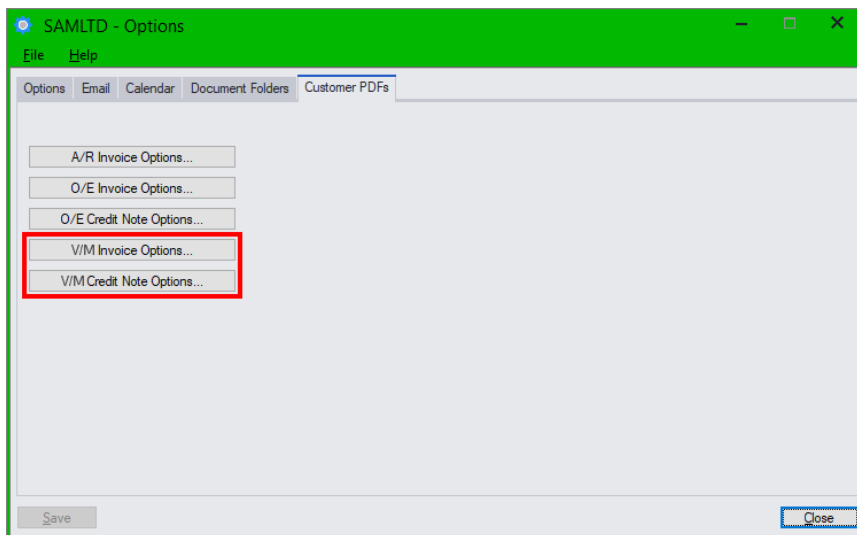 SAMLTD - Options
File Help
Options Email Calendar Document Folders Customer PDFs
A/R Invoice Options...
O/E Invoice Options...
O/E Credit Note Options...
V/M Invoice Options...
V/M Credit Note Options...
Save Close